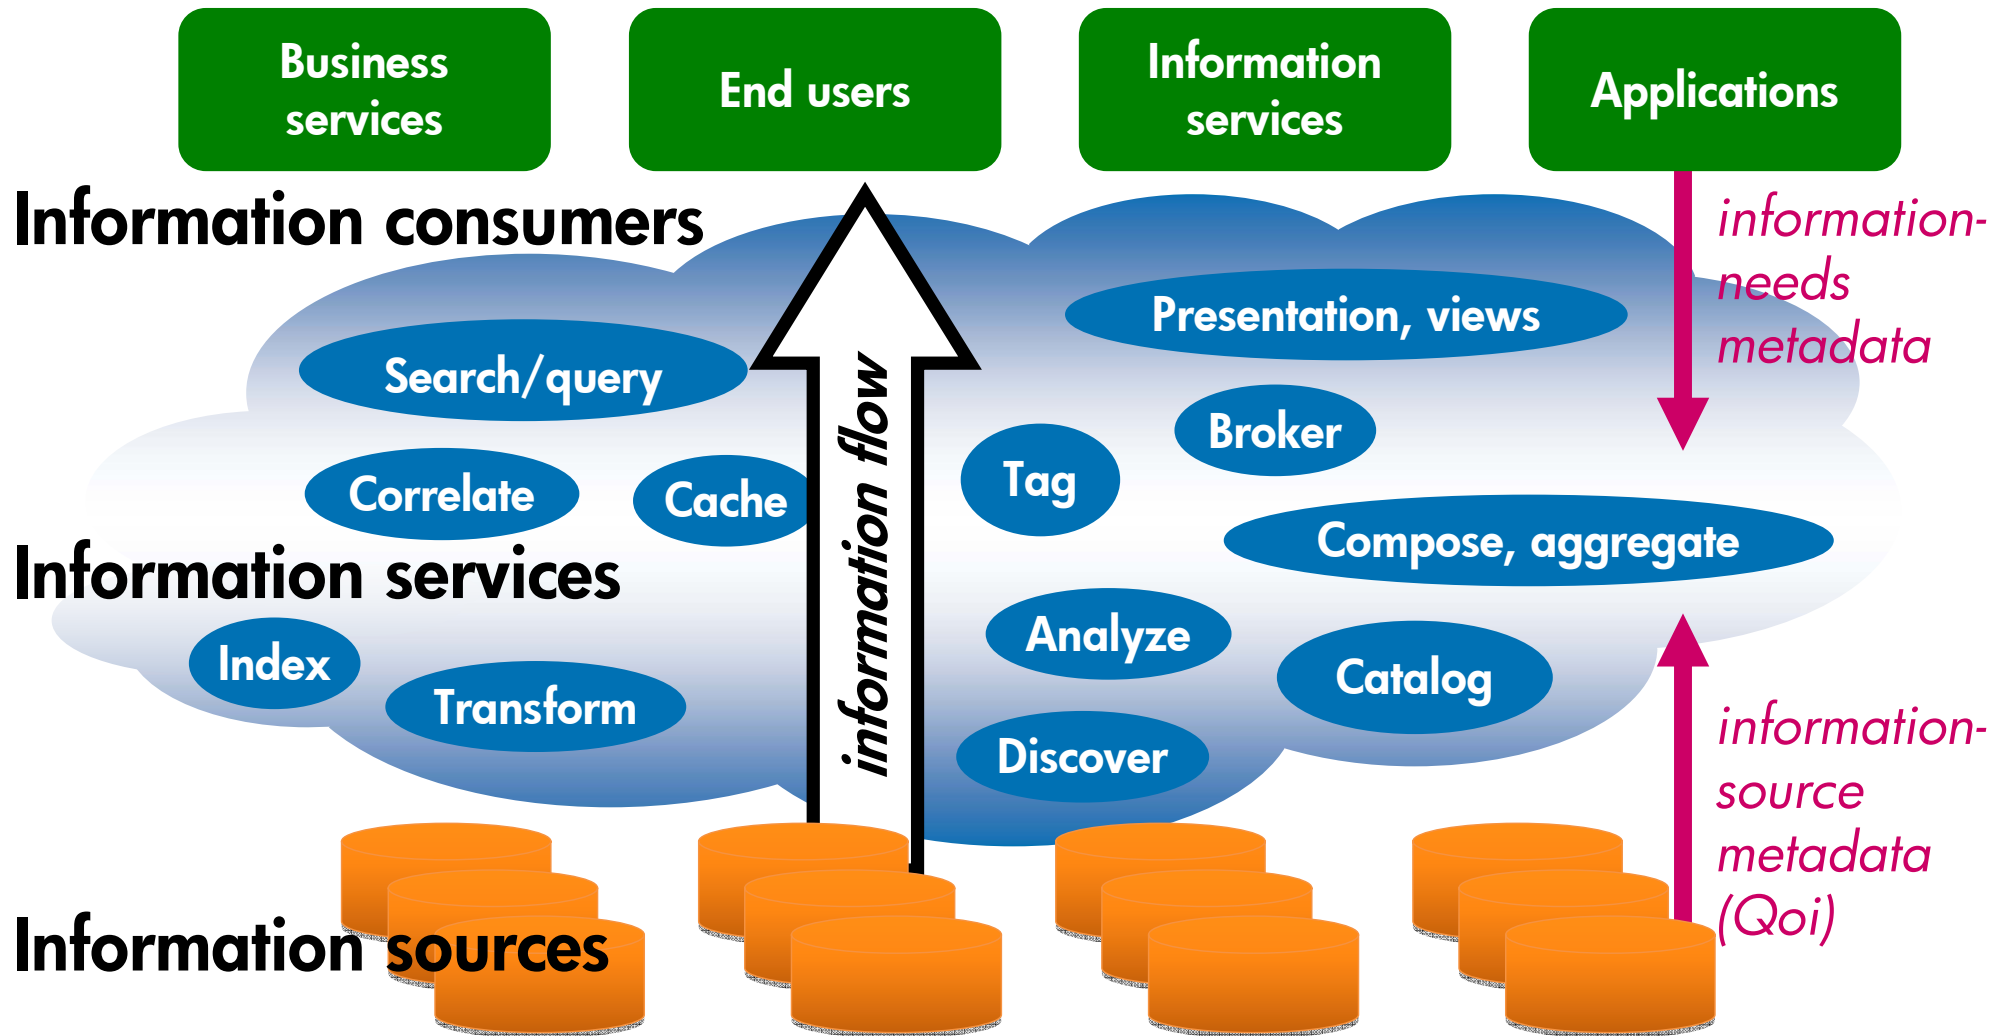 Business
services
End users
Information
services
Applications
Information consumers
information-
needs
metadata
Presentation, views
Search/query
Broker
Tag
Correlate
Cache
information flow
Compose, aggregate
Information services
Analyze
Index
Catalog
Transform
Discover
information-
source
metadata
(Qoi)
Information sources